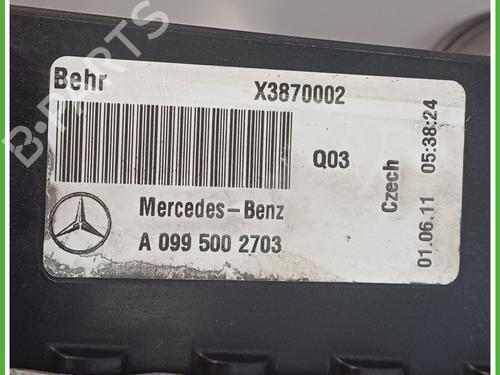 Behr X3870002
Q03
Mercedes-Benz
A 099 500 2703
Czech
01.06.11 05:38:24
B-PARTS